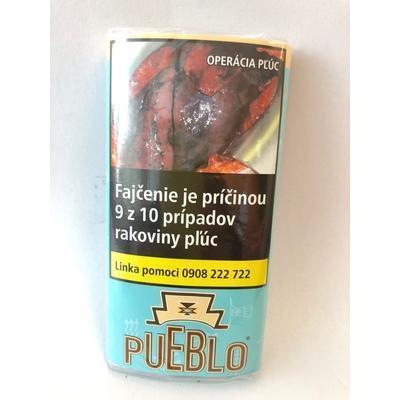 OPERÁCIA PĽÚC
Fajčenie je príčinou
9 z 10 prípadov
rakoviny pľúc
Linka pomoci 0908 222 722
PUEBLO